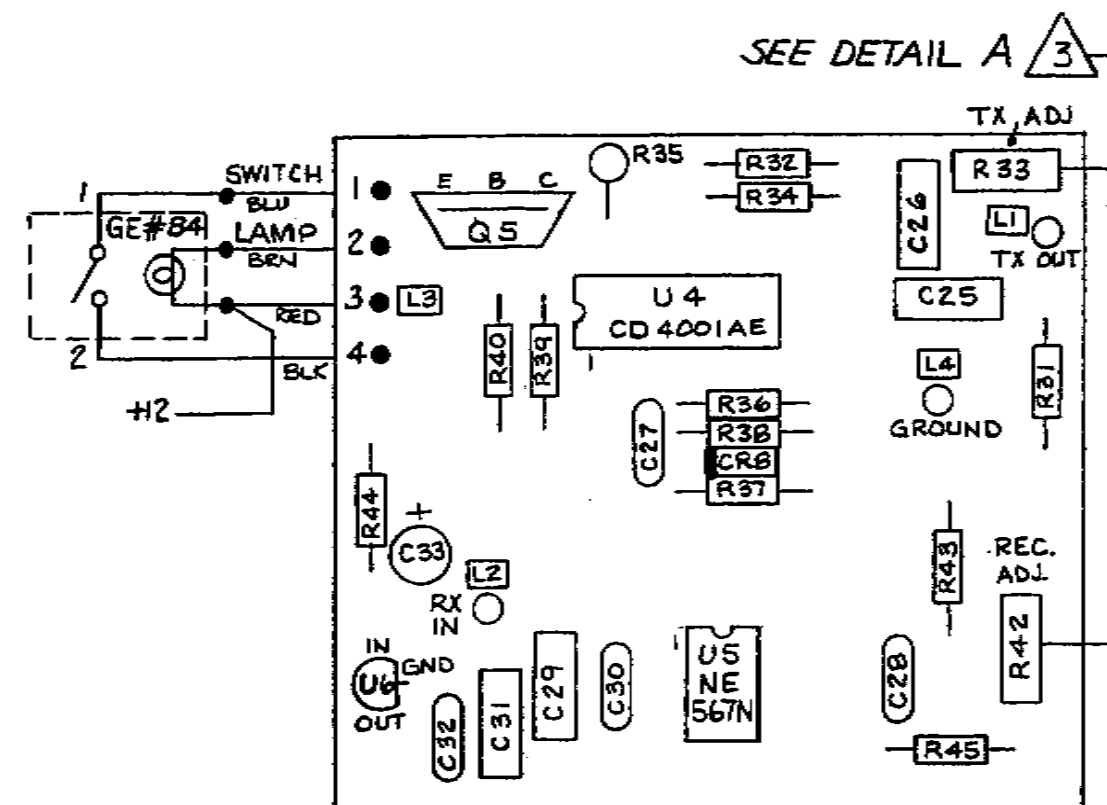 SEE DETAIL A 3
TX ADJ
R33
R35
R32
R34
C26
L1
TX OUT
1
SWITCH
BLU
1
E B C
Q5
GE#84
LAMP
BRN
2
RED
3
L3
U4
CD4001AE
C25
2
BLK
4
+12
R40
R39
1
L4
GROUND
R31
C27
R36
R38
CR8
R37
R44
+
C33
L2
RX
IN
R43
REC.
ADJ.
R42
IN
U6
GND
OUT
C32
C31
C29
C30
1
U5
NE
567N
C28
R45